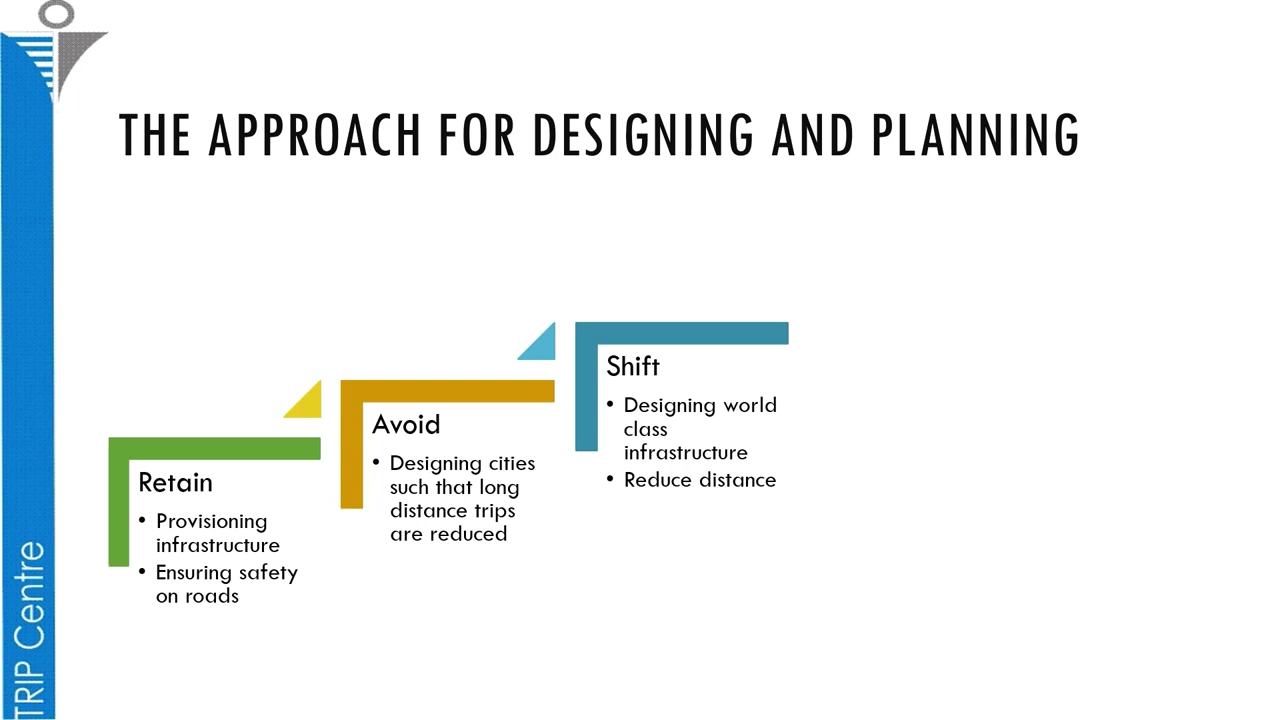 THE APPROACH FOR DESIGNING AND PLANNING
Retain
• Provisioning
infrastructure
• Ensuring safety
on roads
Avoid
• Designing cities
such that long
distance trips
are reduced
Shift
• Designing world
class
infrastructure
• Reduce distance
TRIP Centre